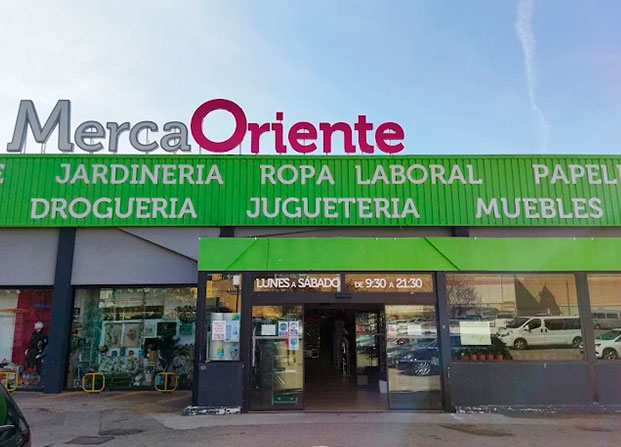 MercaOriente
JARDINERIA ROPA LABORAL
DROGUERIA JUGUETERIA MUEBLES
LUNES A SÁBADO DE 9:30 A 21:30